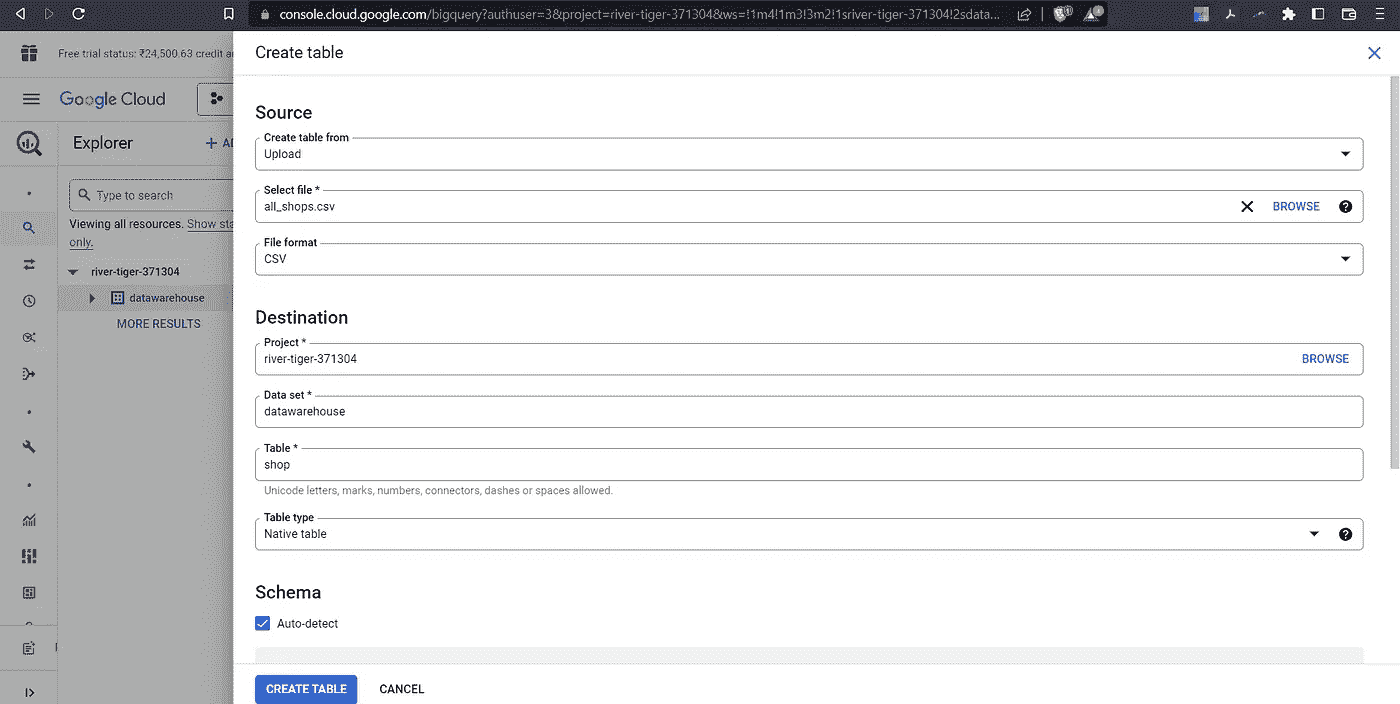 console.cloud.google.com/bigquery?authuser=3&project=river-tiger-371304&ws=!1m4!1m3!3m2!1sriver-tiger-371304!2sdata...
Free trial status: ₹24,500.63 credit
Create table
Google Cloud
Source
Create table from
Upload
Explorer
Select file *
all_shops.csv
BROWSE
Type to search
Viewing all resources. Show
only.
File format
CSV
river-tiger-371304
datawarehouse
MORE RESULTS
Destination
Project *
river-tiger-371304
BROWSE
Data set *
datawarehouse
Table *
shop
Unicode letters, marks, numbers, connectors, dashes or spaces allowed.
Table type
Native table
Schema
Auto-detect
CREATE TABLE
CANCEL